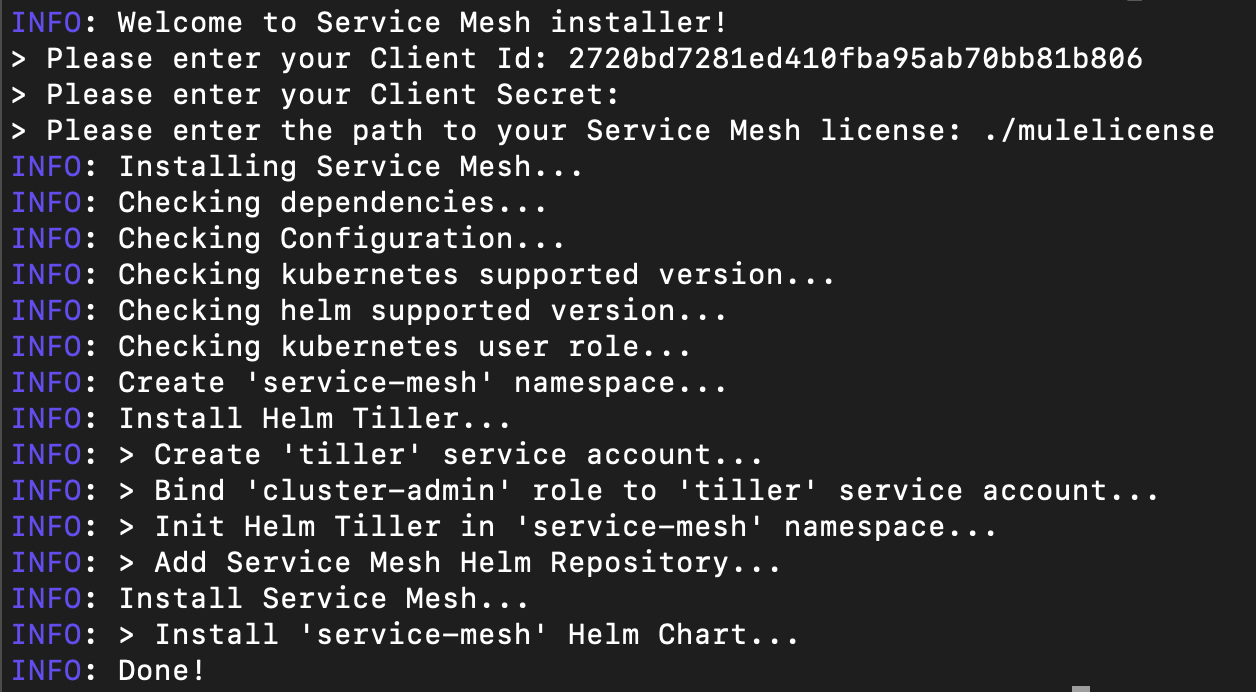 INFO: Welcome to Service Mesh installer!
> Please enter your Client Id: 2720bd7281ed410fba95ab70bb81b806
> Please enter your Client Secret:
> Please enter the path to your Service Mesh license: ./mulelicense
INFO: Installing Service Mesh...
INFO: Checking dependencies...
INFO: Checking Configuration...
INFO: Checking kubernetes supported version...
INFO: Checking helm supported version...
INFO: Checking kubernetes user role...
INFO: Create 'service-mesh' namespace...
INFO: Install Helm Tiller...
INFO: > Create 'tiller' service account...
INFO: > Bind 'cluster-admin' role to 'tiller' service account...
INFO: > Init Helm Tiller in 'service-mesh' namespace...
INFO: > Add Service Mesh Helm Repository...
INFO: Install Service Mesh...
INFO: > Install 'service-mesh' Helm Chart...
INFO: Done!